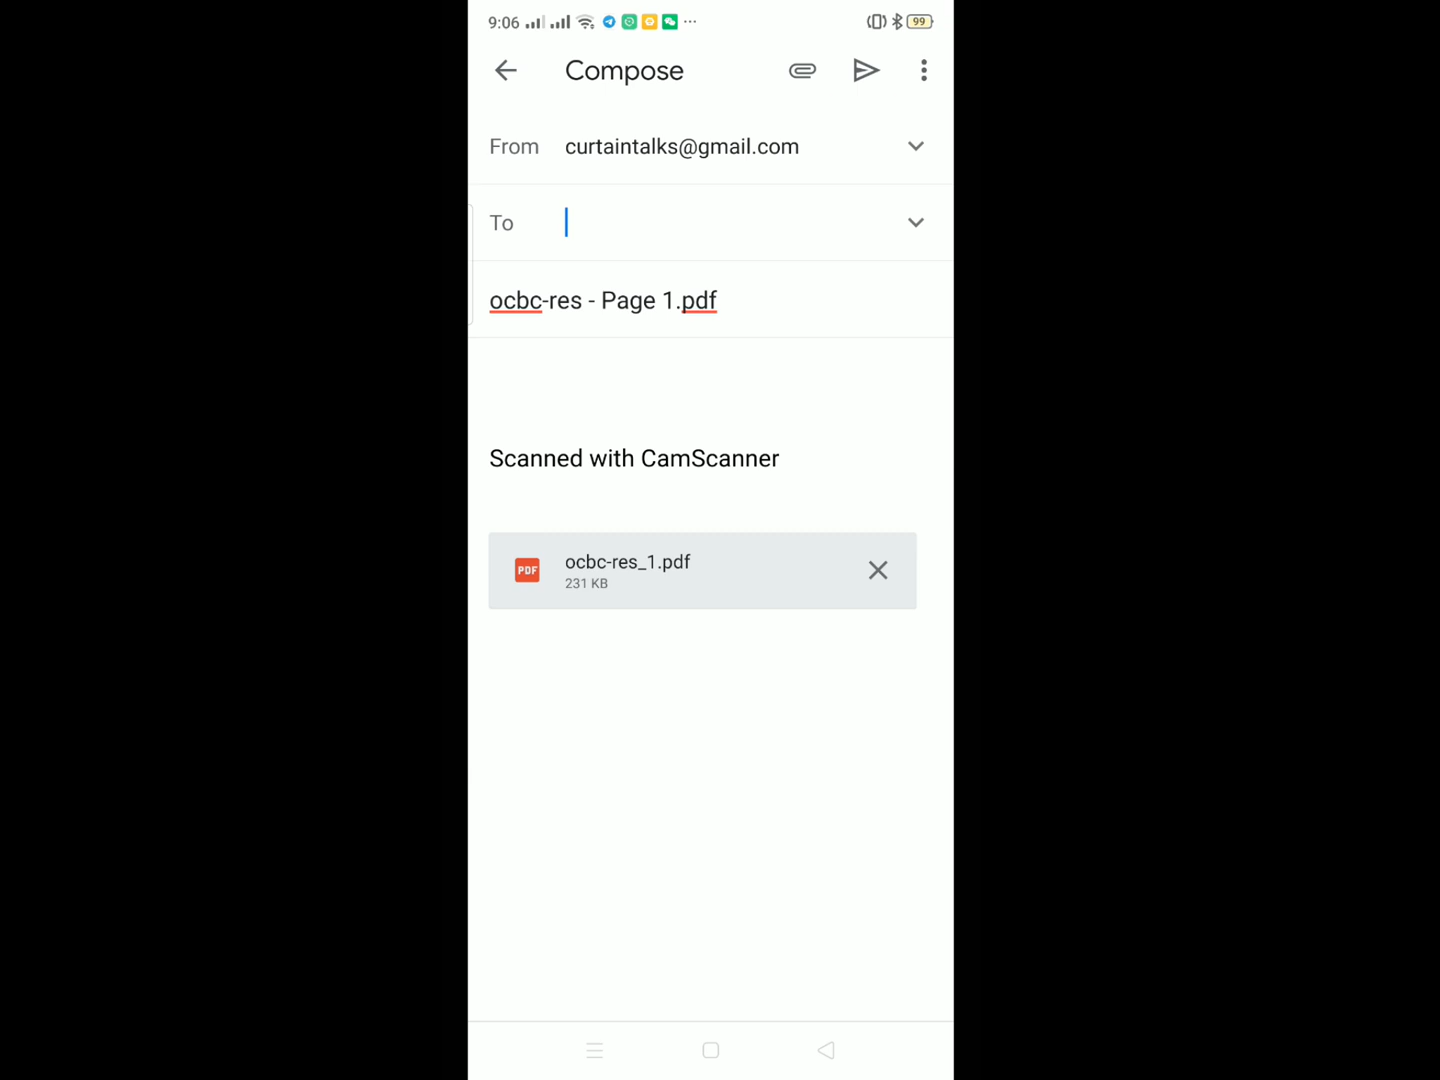 9:06 99
Compose
From curtaintalks@gmail.com
To
ocbc-res - Page 1.pdf
Scanned with CamScanner
PDF ocbc-res_1.pdf
231 KB